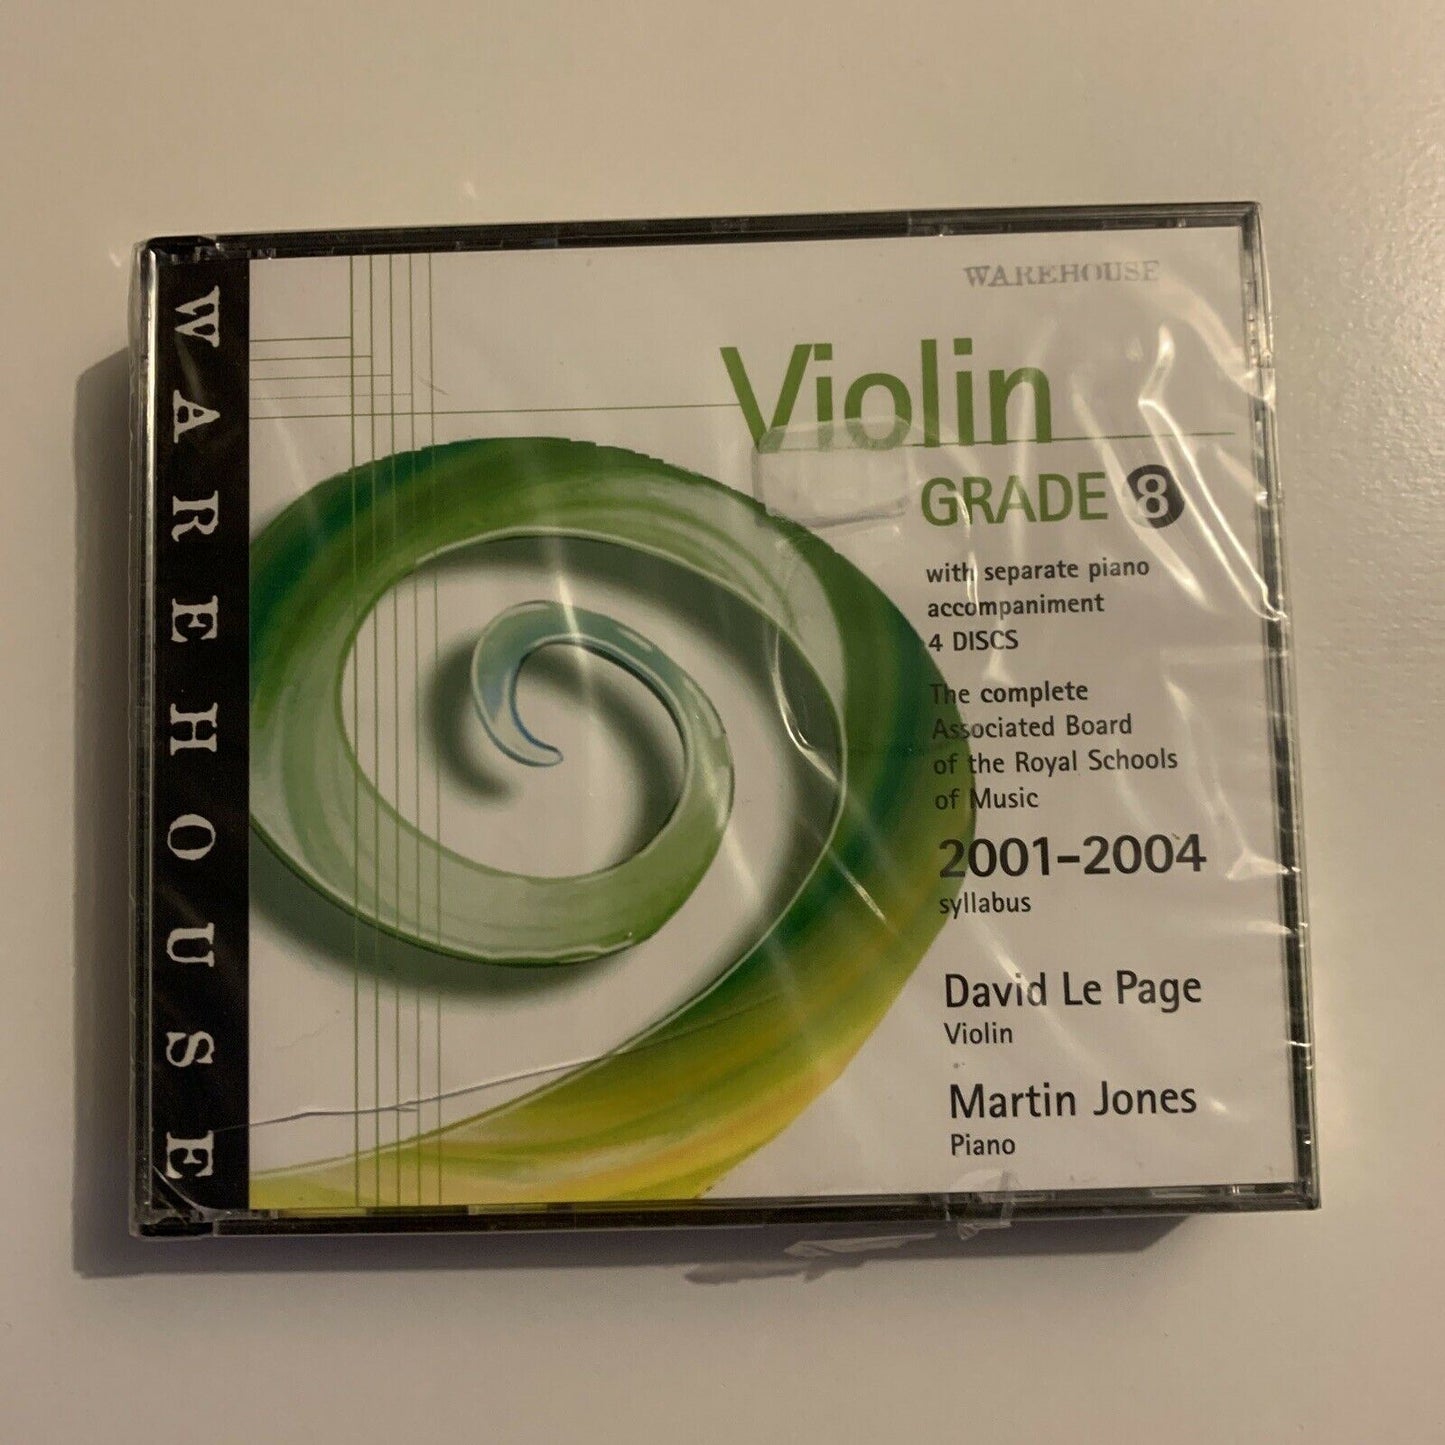 WAREHOUSE
WAREHOUSE
Violin
GRADE 8
with separate piano
accompaniment
4 DISCS
The complete
Associated Board
of the Royal Schools
of Music
2001-2004
syllabus
David Le Page
Violin
Martin Jones
Piano